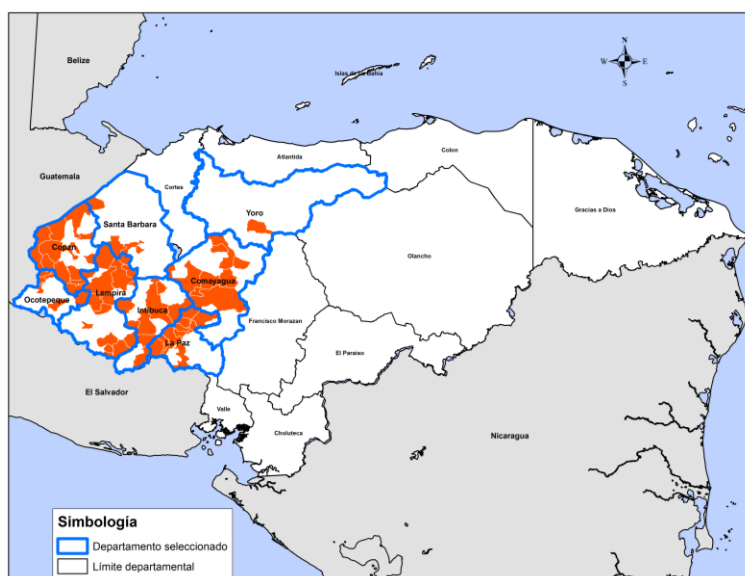 Belize
N
W E
S
Islas de La Bahía
Atlantida
Colon
Guatemala
Cortes
Gracias a Dios
Yoro
Santa Barbara
Copan
Olancho
Comayagua
Lempira
Ocotepeque
Intibuca
Francisco Morazan
La Paz
El Paraiso
El Salvador
Valle
Choluteca
Nicaragua
Simbología
Departamento seleccionado
Límite departamental